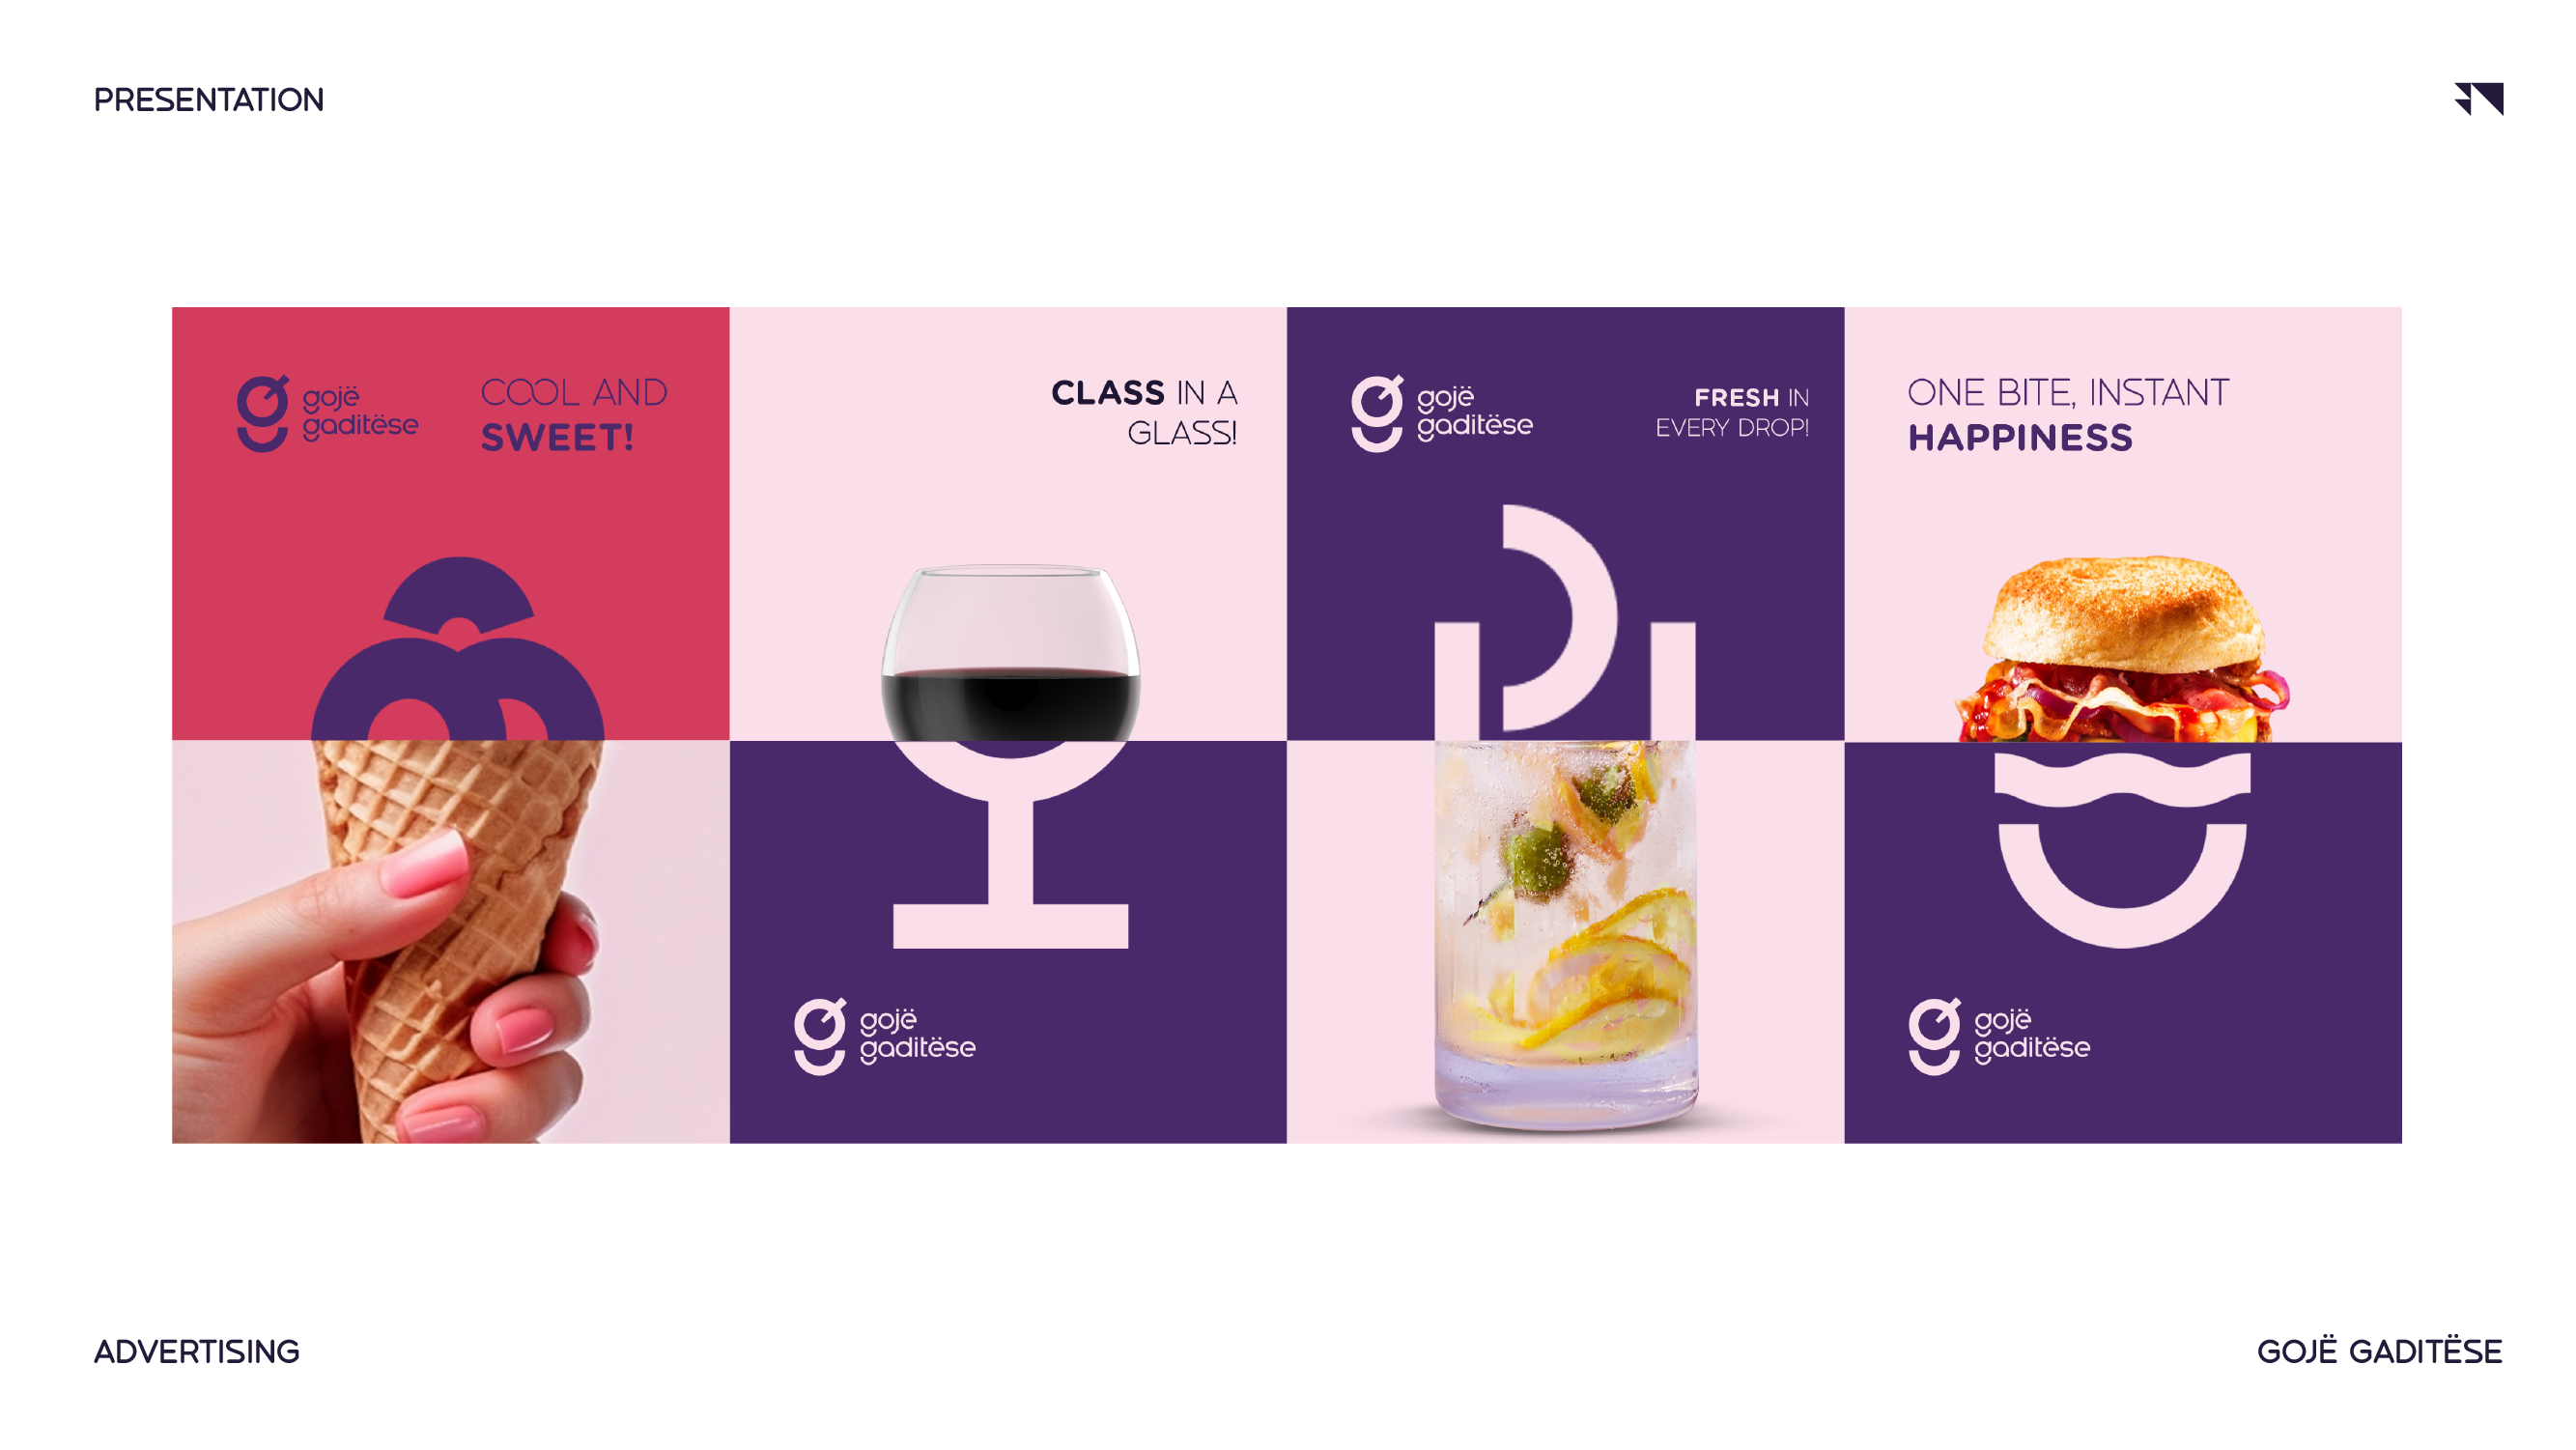 PRESENTATION
gojë
gaditëse
COOL AND
SWEET!
CLASS IN A
GLASS!
gojë
gaditëse
gojë
gaditëse
FRESH IN
EVERY DROP!
ONE BITE, INSTANT
HAPPINESS
gojë
gaditëse
ADVERTISING
GOJË GADITËSE